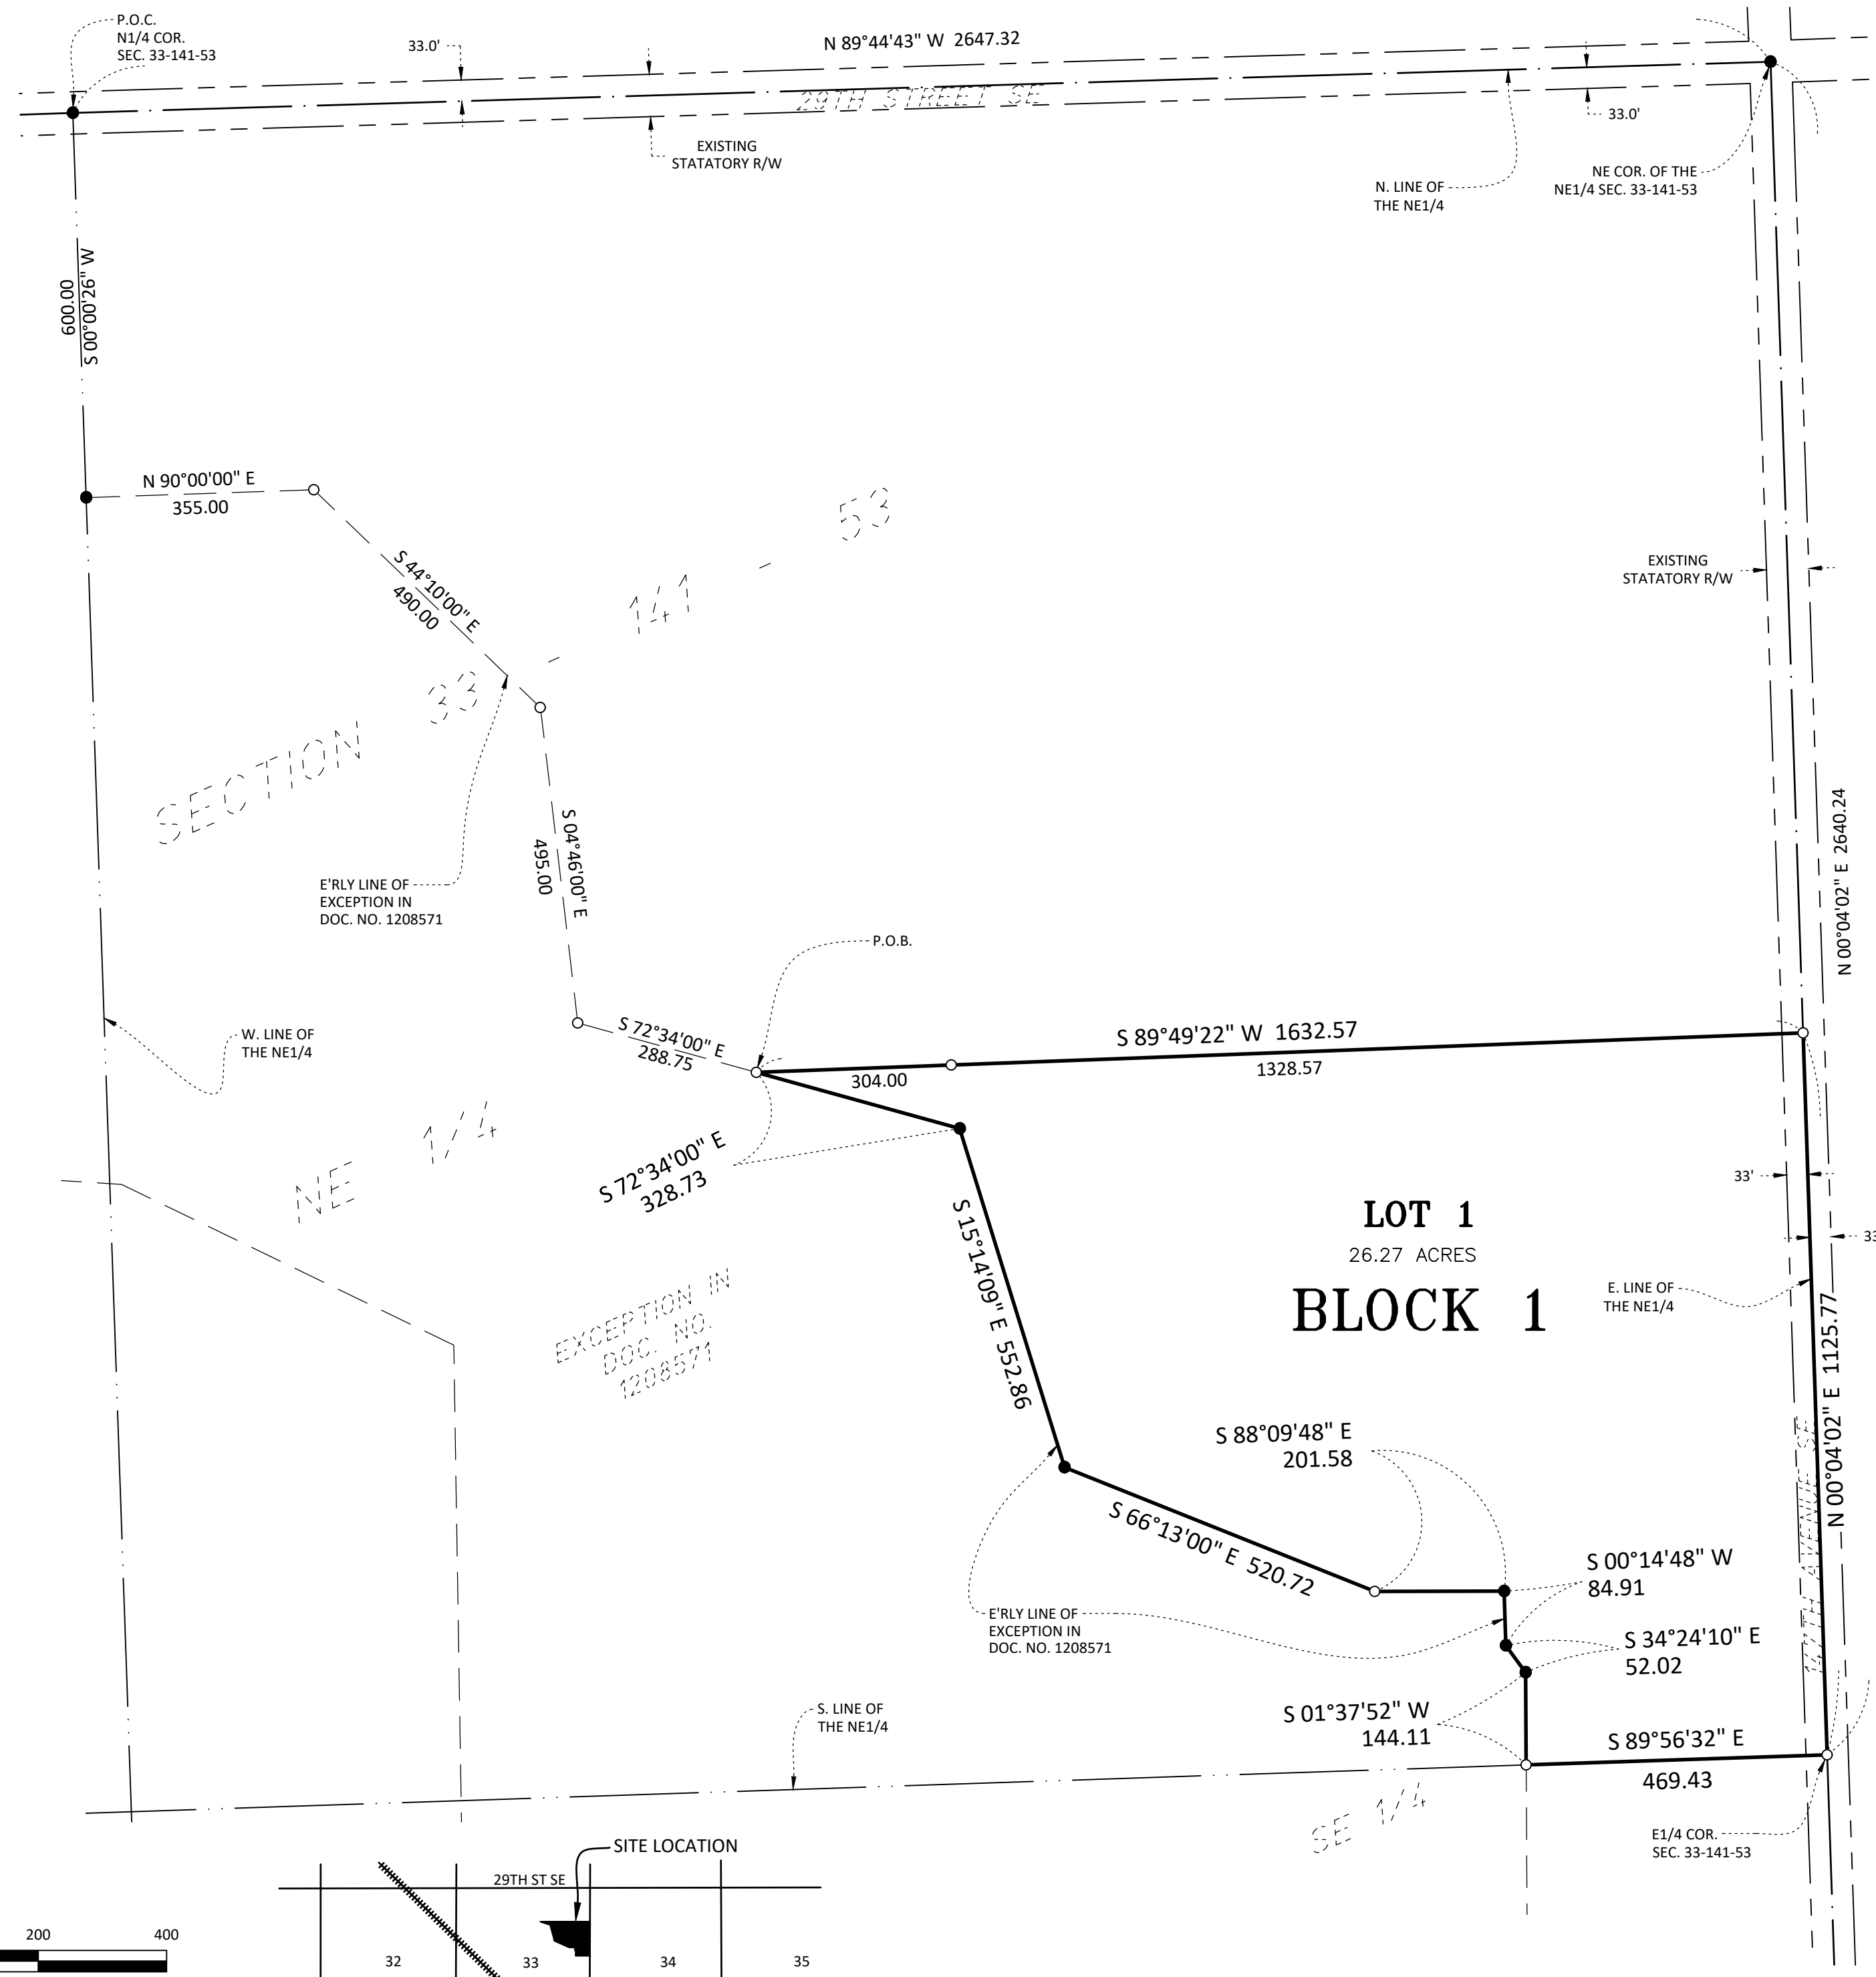 P.O.C.
N1/4 COR.
SEC. 33-141-53
33.0'
N 89°44'43" W 2647.32
29TH STREET SE
33.0'
EXISTING
STATATORY R/W
N. LINE OF
THE NE1/4
NE COR. OF THE
NE1/4 SEC. 33-141-53
600.00
S 00°00'26" W
N 90°00'00" E
355.00
S 44°10'00" E
490.00
SECTION 33 - 141 - 53
EXISTING
STATATORY R/W
S 04°46'00" E
495.00
N 00°04'02" E 2640.24
E'RLY LINE OF
EXCEPTION IN
DOC. NO. 1208571
P.O.B.
W. LINE OF
THE NE1/4
S 72°34'00" E
288.75
S 89°49'22" W 1632.57
304.00
1328.57
NE 1/4
S 72°34'00" E
328.73
33'
LOT 1
26.27 ACRES
BLOCK 1
33
S 15°14'09" E 552.86
E. LINE OF
THE NE1/4
EXCEPTION IN
DOC. NO.
1208571
N 00°04'02" E 1125.77
S 88°09'48" E
201.58
S 66°13'00" E 520.72
S 00°14'48" W
84.91
E'RLY LINE OF
EXCEPTION IN
DOC. NO. 1208571
S 34°24'10" E
52.02
S. LINE OF
THE NE1/4
S 01°37'52" W
144.11
S 89°56'32" E
469.43
SE 1/4
E1/4 COR.
SEC. 33-141-53
SITE LOCATION
29TH ST SE
200
400
32
33
34
35